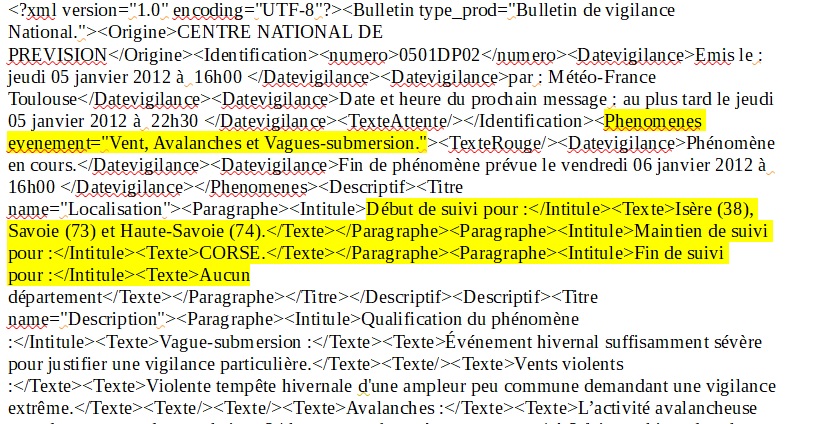 <?xml version="1.0" encoding="UTF-8"?><Bulletin type_prod="Bulletin de vigilance
National."><Origine>CENTRE NATIONAL DE
PREVISION</Origine><Identification><numero>0501DP02</numero><Datevigilance>Emis le :
jeudi 05 janvier 2012 à 16h00 </Datevigilance><Datevigilance>par : Météo-France
Toulouse</Datevigilance><Datevigilance>Date et heure du prochain message : au plus tard le jeudi
05 janvier 2012 à 22h30 </Datevigilance><TexteAttente/></Identification><Phenomenes
evenement="Vent, Avalanches et Vagues-submersion."><TexteRouge/><Datevigilance>Phénomène
en cours.</Datevigilance><Datevigilance>Fin de phénomène prévue le vendredi 06 janvier 2012 à
16h00 </Datevigilance></Phenomenes><Descriptif><Titre
name="Localisation"><Paragraphe><Intitule>Début de suivi pour :</Intitule><Texte>Isère (38),
Savoie (73) et Haute-Savoie (74).</Texte></Paragraphe><Paragraphe><Intitule>Maintien de suivi
pour :</Intitule><Texte>CORSE.</Texte></Paragraphe><Paragraphe><Intitule>Fin de suivi
pour :</Intitule><Texte>Aucun
département</Texte></Paragraphe></Titre></Descriptif><Descriptif><Titre
name="Description"><Paragraphe><Intitule>Qualification du phénomène
:</Intitule><Texte>Vague-submersion :</Texte><Texte>Événement hivernal suffisamment sévère
pour justifier une vigilance particulière.</Texte><Texte/><Texte>Vents violents
:</Texte><Texte>Violente tempête hivernale d'une ampleur peu commune demandant une vigilance
extrême.</Texte><Texte/><Texte/><Texte>Avalanches :</Texte><Texte>L’activité avalancheuse